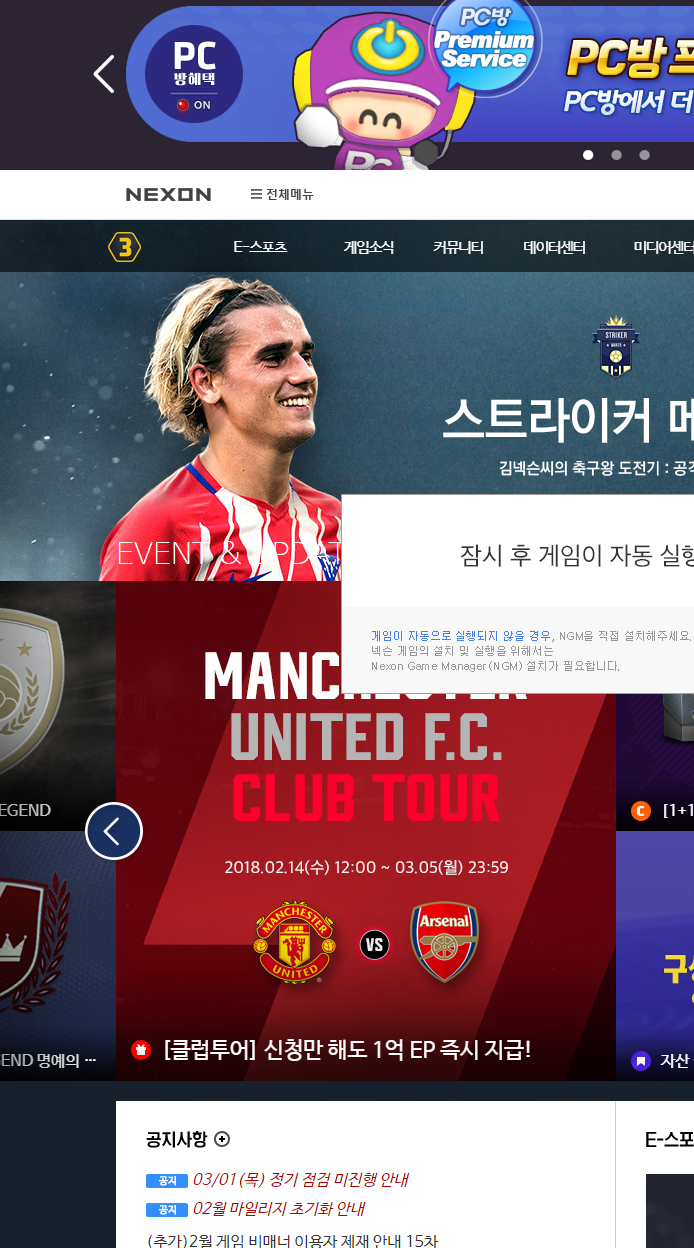 PC방
Premium
Service
PC
방혜택
ON
PC방
PC방에서 더
PC
NEXON
전체메뉴
3
E-스포츠
게임소식
커뮤니티
데이터센터
미디어센터
STRIKER
스트라이커 메
김넥슨씨의 축구왕 도전기 : 공격
EVENT & UPDAT
잠시 후 게임이 자동 실행
게임이 자동으로 실행되지 않을 경우, NGM을 직접 설치해주세요.
넥슨 게임의 설치 및 실행을 위해서는
Nexon Game Manager(NGM) 설치가 필요합니다.
MANCHESTER
UNITED F.C.
CLUB TOUR
2018.02.14(수) 12:00 ~ 03.05(월) 23:59
MANCHESTER
UNITED
VS
Arsenal
[클럽투어] 신청만 해도 1억 EP 즉시 지급!
EGEND
END 명예의 ···
C [1+1
구성
자산
공지사항
공지 03/01(목) 정기 점검 미진행 안내
공지 02월 마일리지 초기화 안내
(추가)2월 게임 비매너 이용자 제재 안내 15차
E-스포